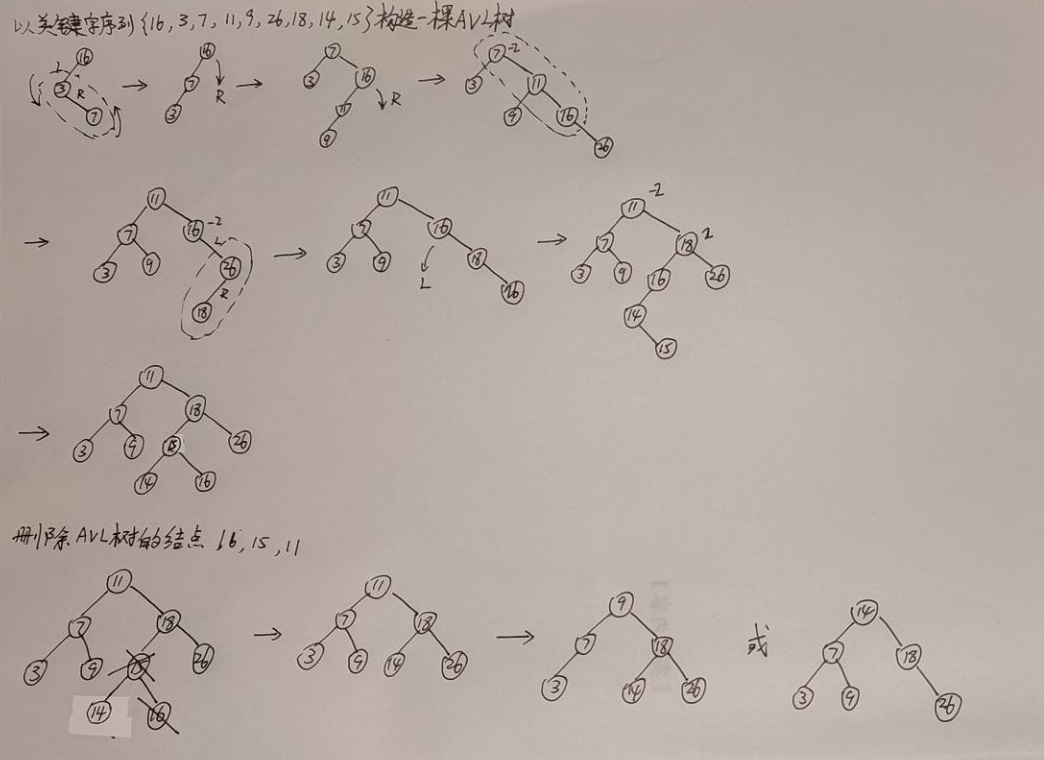 以关键字序列{16, 3, 7, 11, 9, 26, 18, 14, 15}构造一棵AVL树
16 L 3 R 7 → 16 7 3 R → 7 3 16 11 9 R → 7 -2 3 11 9 16 26
→ 11 7 16 -2 L 3 9 26 R 18 → 11 7 16 3 9 L 18 26 → 11 -2 7 18 2 3 9 16 26 14 15
→ 11 7 18 3 9 15 26 14 16
删除AVL树的结点 16, 15, 11
11 7 18 3 9 26 14 16 → 11 7 18 3 9 14 26 → 9 7 18 3 14 26 或 14 7 18 3 9 26